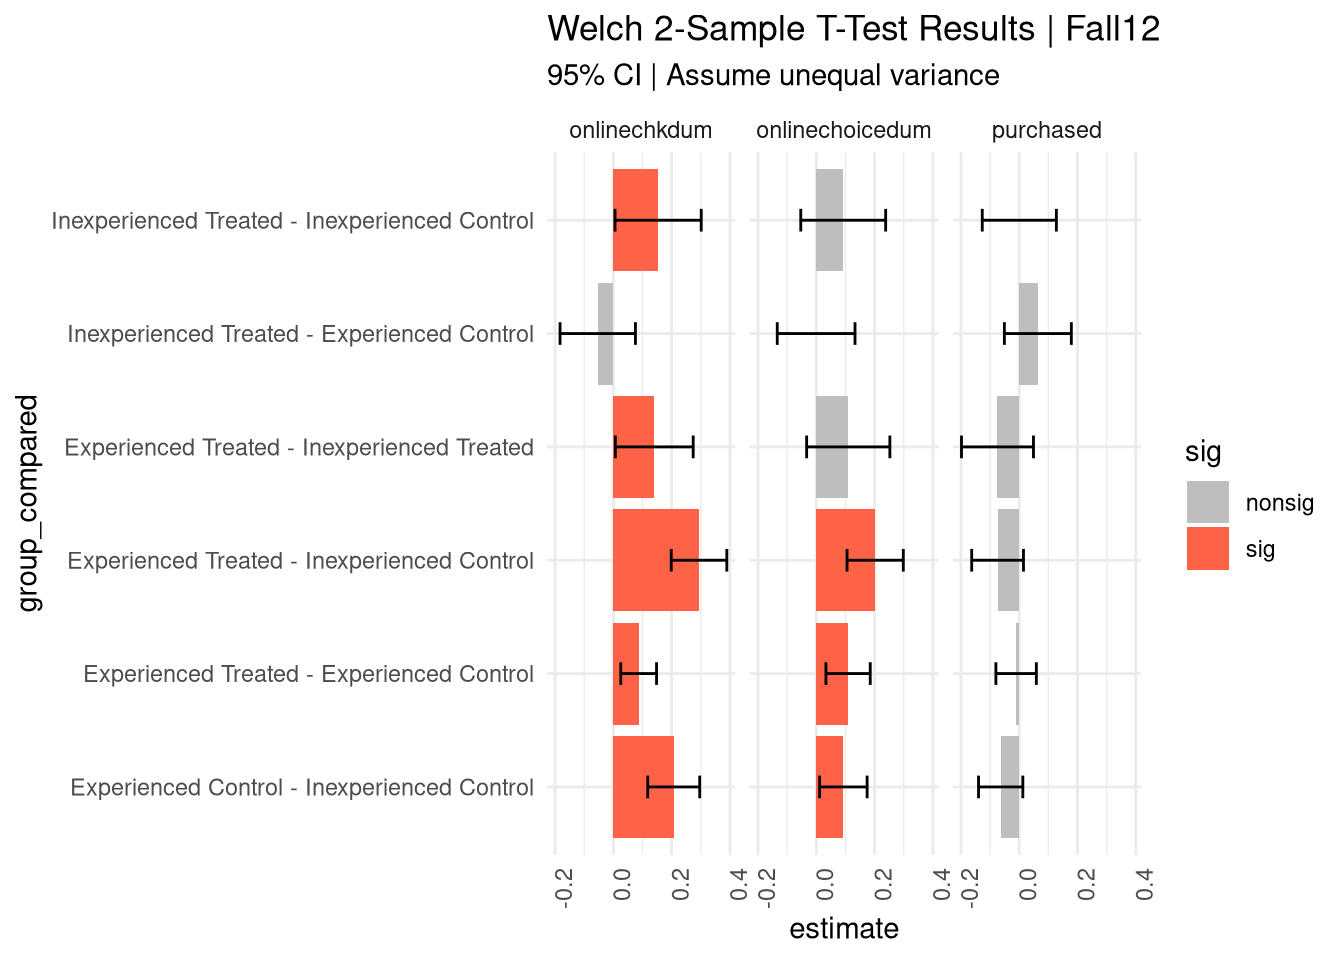 Welch 2-Sample T-Test Results | Fall12
95% CI | Assume unequal variance
onlinechkdum onlinechoicedum purchased
Inexperienced Treated - Inexperienced Control
Inexperienced Treated - Experienced Control
Experienced Treated - Inexperienced Treated
Experienced Treated - Inexperienced Control
Experienced Treated - Experienced Control
Experienced Control - Inexperienced Control
group_compared
-0.2 0.0 0.2 0.4 -0.2 0.0 0.2 0.4 -0.2 0.0 0.2 0.4
estimate
sig
nonsig
sig